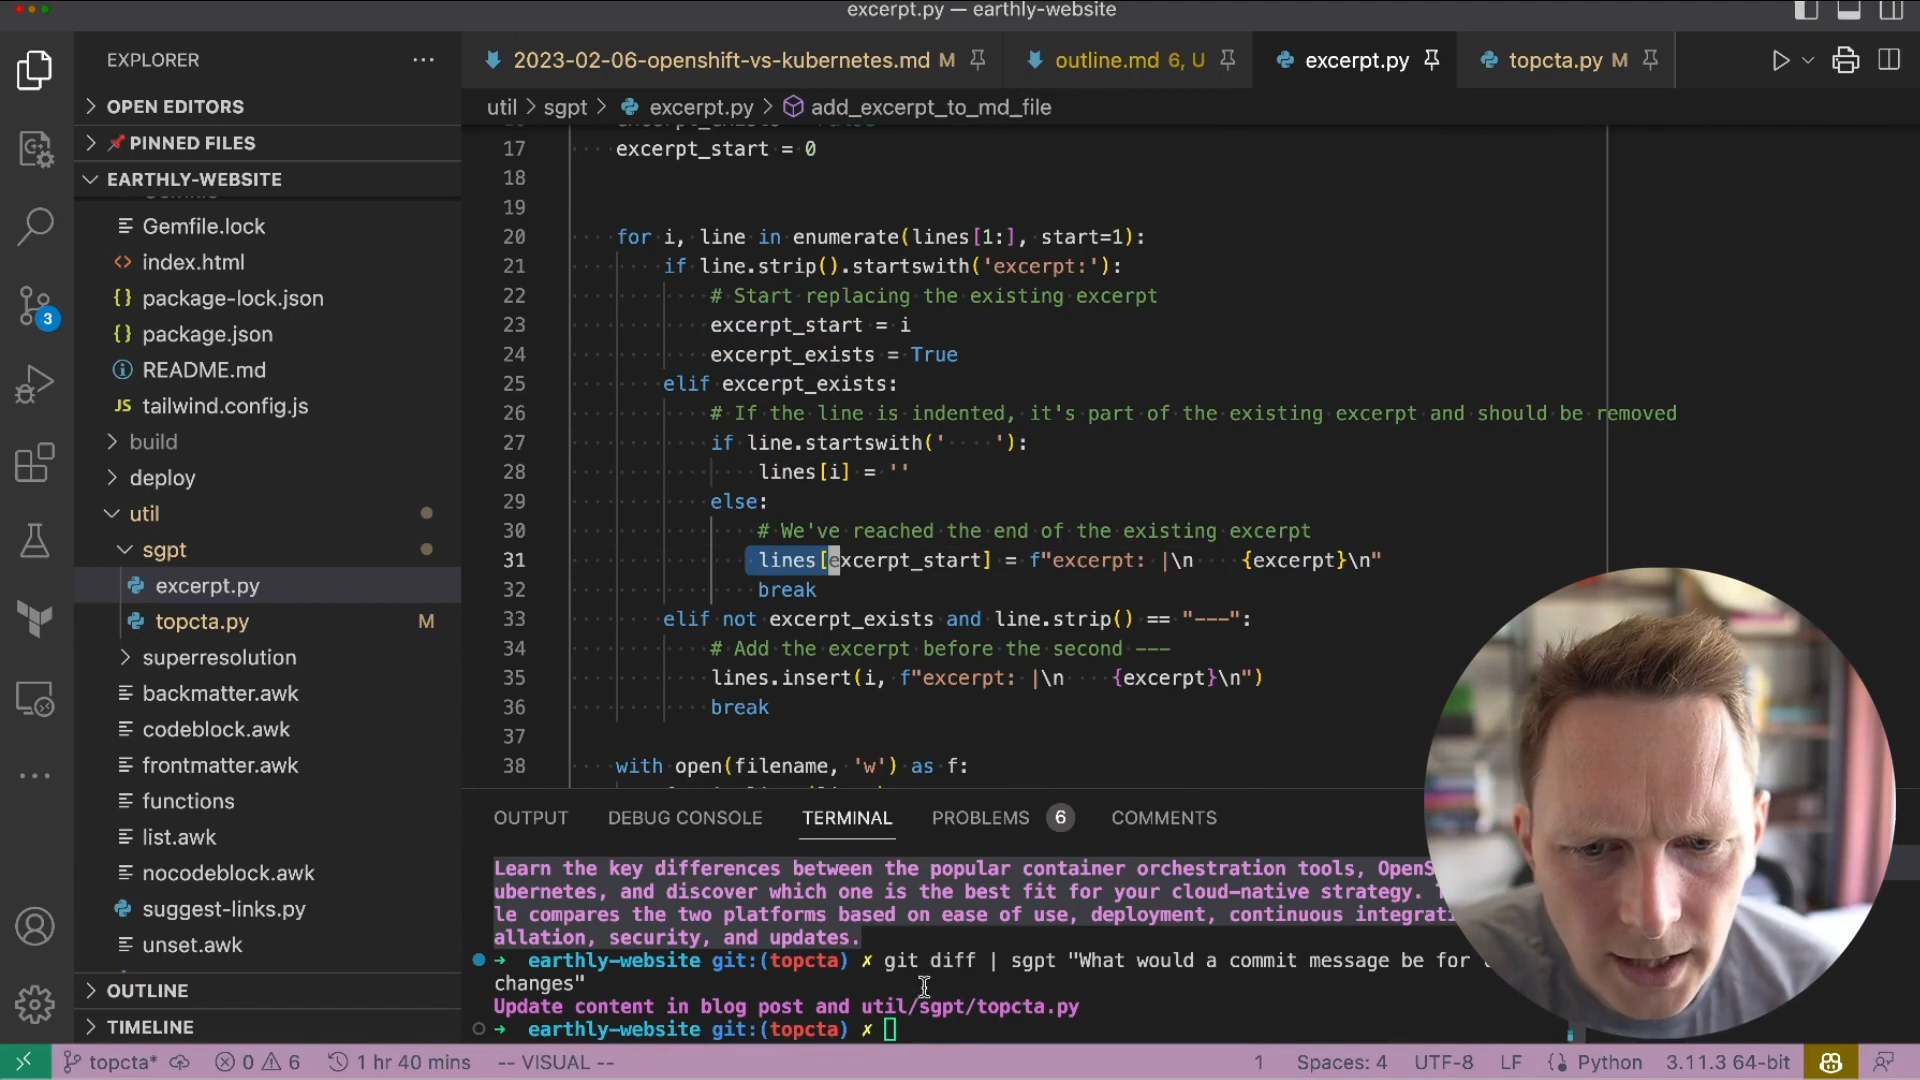 excerpt.py — earthly-website
EXPLORER
2023-02-06-openshift-vs-kubernetes.md M
outline.md 6, U
excerpt.py
topcta.py M
OPEN EDITORS
PINNED FILES
EARTHLY-WEBSITE
Gemfile.lock
index.html
package-lock.json
package.json
README.md
tailwind.config.js
build
deploy
util
sgpt
excerpt.py
topcta.py M
superresolution
backmatter.awk
codeblock.awk
frontmatter.awk
functions
list.awk
nocodeblock.awk
suggest-links.py
unset.awk
OUTLINE
TIMELINE
3
util > sgpt > excerpt.py > add_excerpt_to_md_file
17 excerpt_start = 0
18
19
20 for i, line in enumerate(lines[1:], start=1):
21 if line.strip().startswith('excerpt:'):
22 # Start replacing the existing excerpt
23 excerpt_start = i
24 excerpt_exists = True
25 elif excerpt_exists:
26 # If the line is indented, it's part of the existing excerpt and should be removed
27 if line.startswith('    '):
28 lines[i] = ''
29 else:
30 # We've reached the end of the existing excerpt
31 lines[excerpt_start] = f"excerpt: |\n    {excerpt}\n"
32 break
33 elif not excerpt_exists and line.strip() == "---":
34 # Add the excerpt before the second ---
35 lines.insert(i, f"excerpt: |\n    {excerpt}\n")
36 break
37
38 with open(filename, 'w') as f:
OUTPUT DEBUG CONSOLE TERMINAL PROBLEMS 6 COMMENTS
Learn the key differences between the popular container orchestration tools, OpenS
ubernetes, and discover which one is the best fit for your cloud-native strategy.
le compares the two platforms based on ease of use, deployment, continuous integrati
allation, security, and updates.
→ earthly-website git:(topcta) ✗ git diff | sgpt "What would a commit message be for
changes"
Update content in blog post and util/sgpt/topcta.py
→ earthly-website git:(topcta) ✗
topcta* 0 6 1 hr 40 mins -- VISUAL -- 1 Spaces: 4 UTF-8 LF Python 3.11.3 64-bit